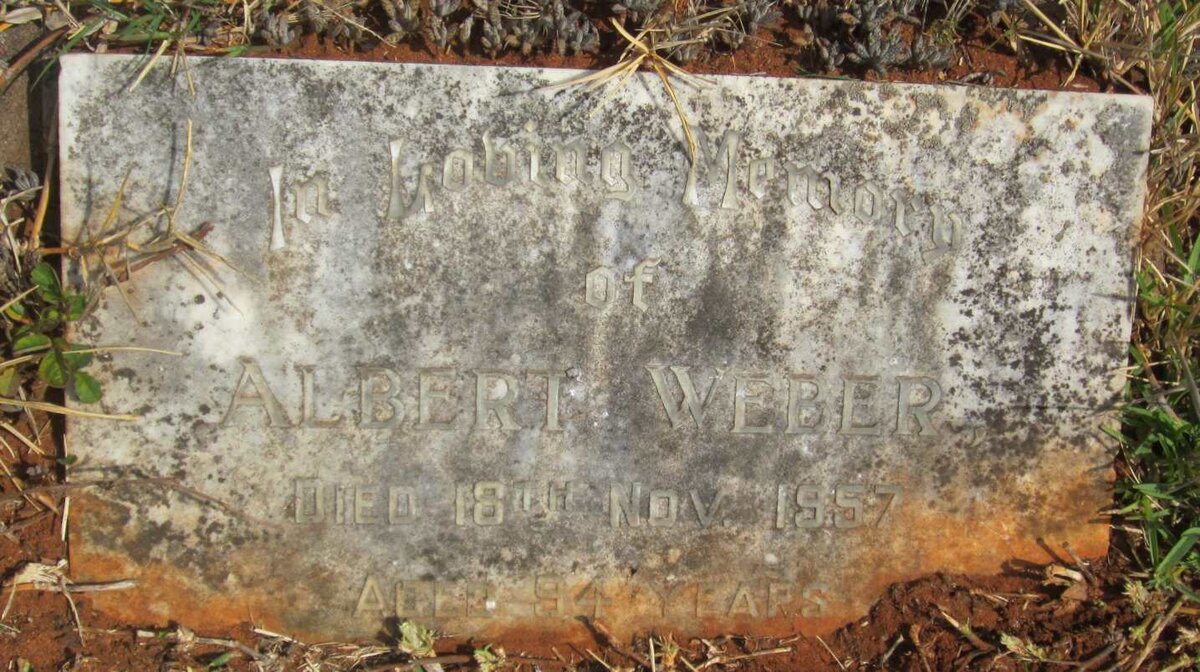 In Loving Memory
of
ALBERT WEBER,
DIED 18TH NOV. 1957
AGED 94 YEARS